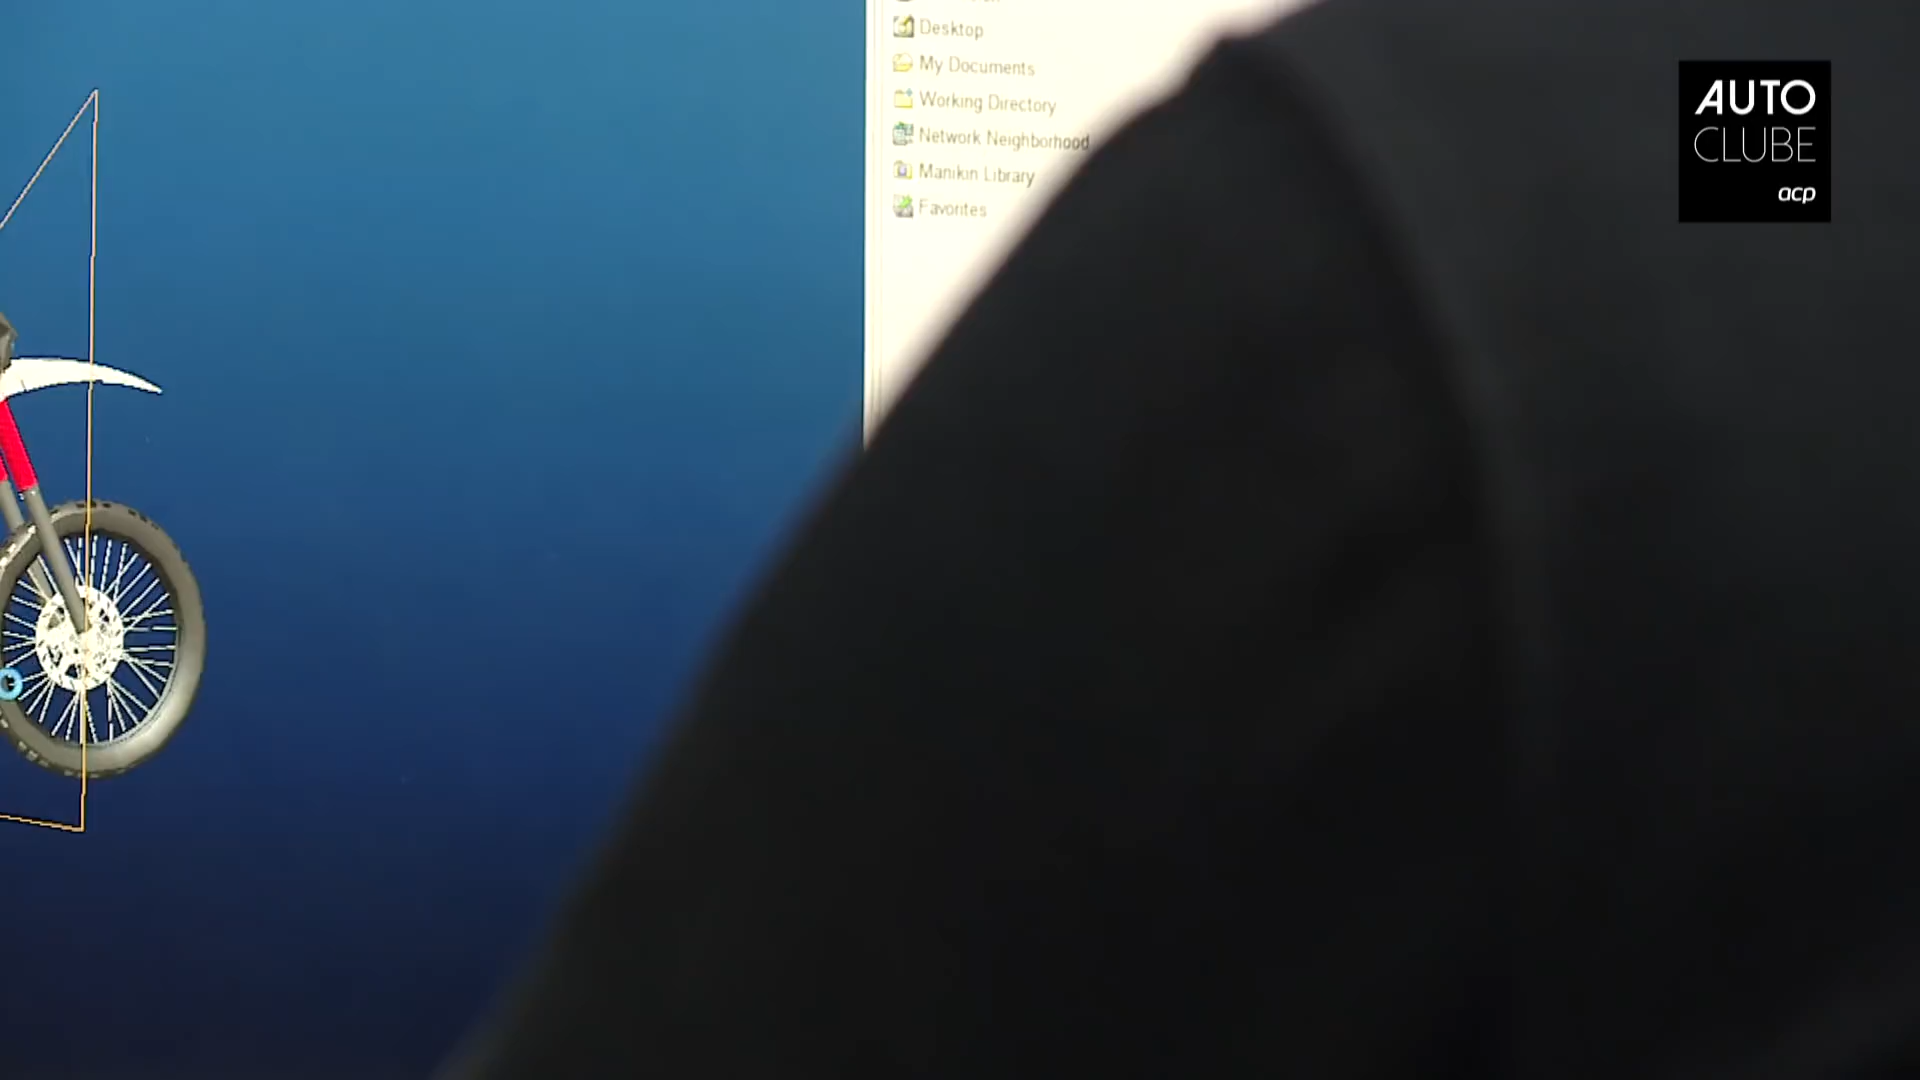 Desktop
My Documents
Working Directory
Network Neighborhood
Manikin Library
Favorites
AUTO
CLUBE
acp